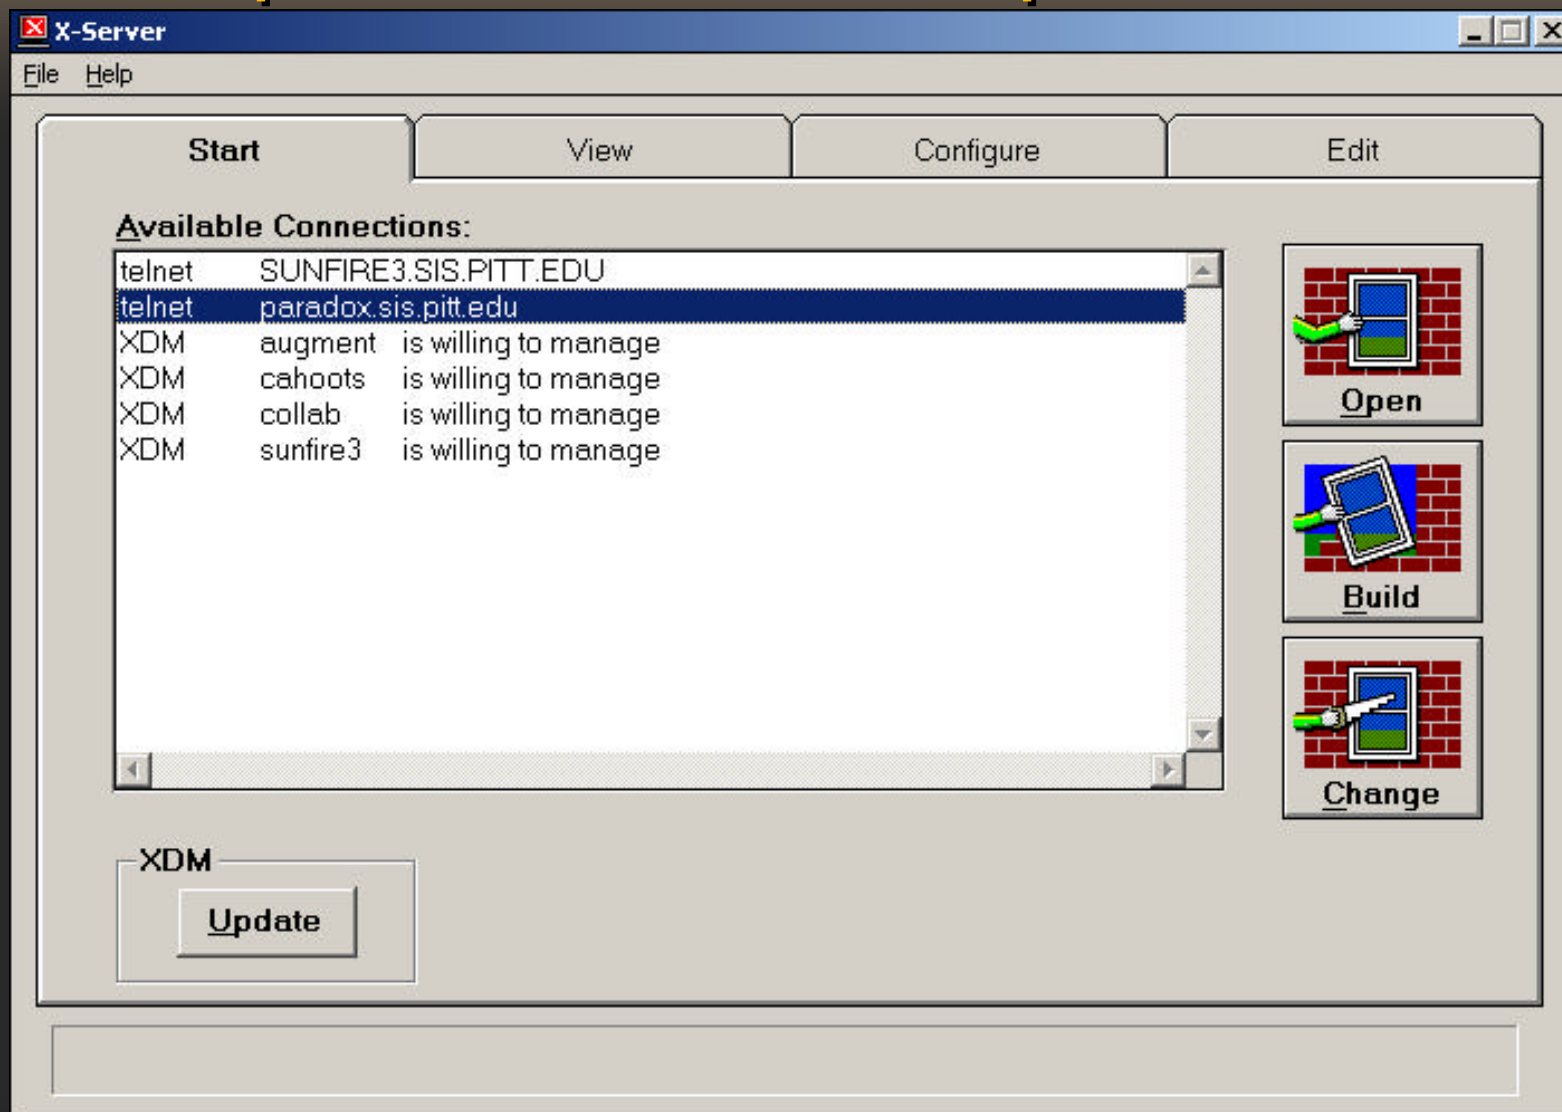 X-Server
File Help
Start View Configure Edit
Available Connections:
telnet SUNFIRE3.SIS.PITT.EDU
telnet paradox.sis.pitt.edu
XDM augment is willing to manage
XDM cahoots is willing to manage
XDM collab is willing to manage
XDM sunfire3 is willing to manage
Open
Build
Change
XDM
Update